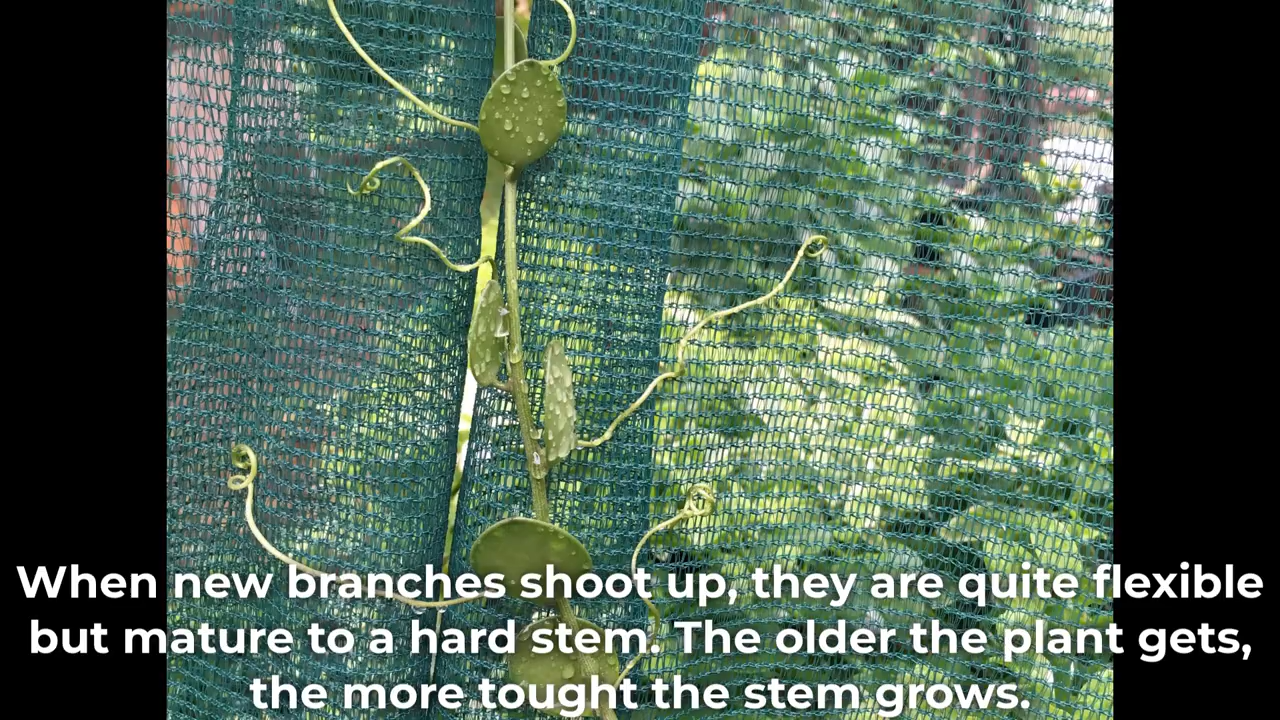 When new branches shoot up, they are quite flexible
but mature to a hard stem. The older the plant gets,
the more tought the stem grows.